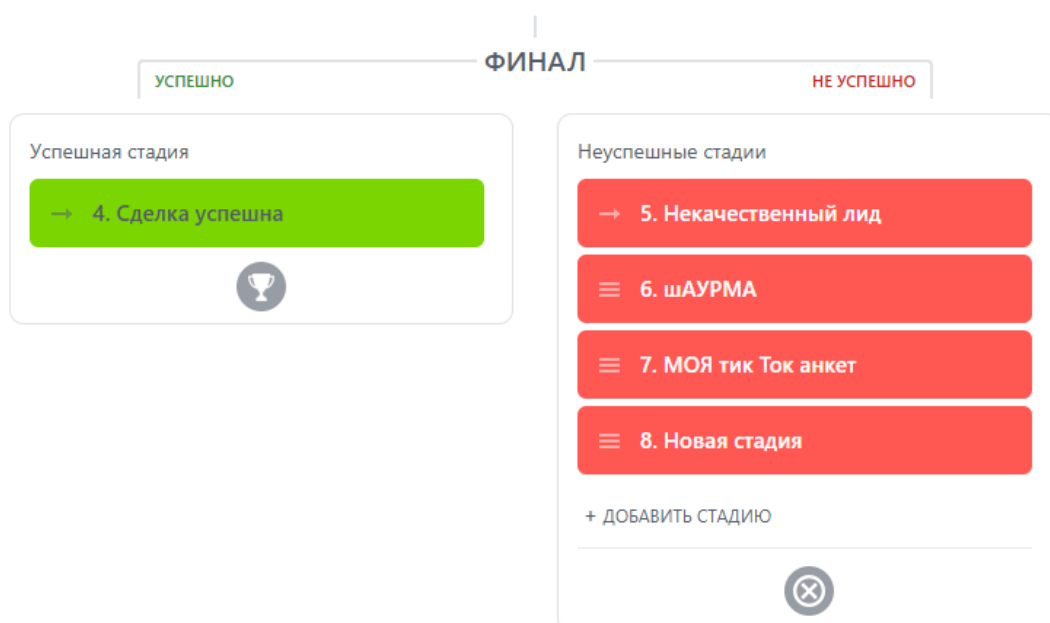 ФИНАЛ
УСПЕШНО
НЕ УСПЕШНО
Успешная стадия
4. Сделка успешна
Неуспешные стадии
5. Некачественный лид
6. шАУРМА
7. МОЯ тик Ток анкет
8. Новая стадия
+ ДОБАВИТЬ СТАДИЮ